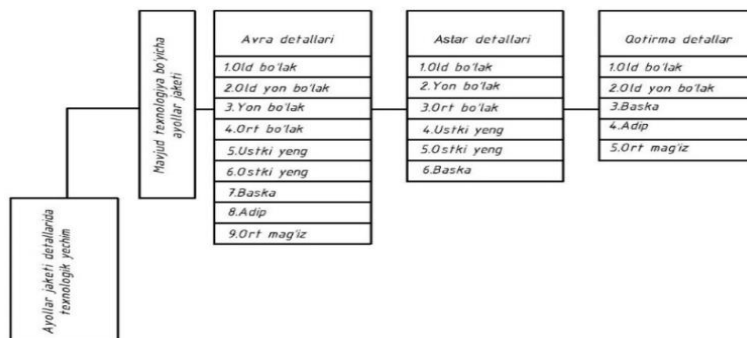 Ayollar jaketi detallarida
texnologik yechim
Mavjud texnologiya bo'yicha
ayollar jaketi
Avra detallari
1.Old bo'lak
2.Old yon bo'lak
3.Yon bo'lak
4.Ort bo'lak
5.Ustki yeng
6.Ostki yeng
7.Baska
8.Adip
9.Ort mag'iz
Astar detallari
1.Old bo'lak
2.Yon bo'lak
3.Ort bo'lak
4.Ustki yeng
5.Ostki yeng
6.Baska
Qotirma detallar
1.Old bo'lak
2.Old yon bo'lak
3.Baska
4.Adip
5.Ort mag'iz